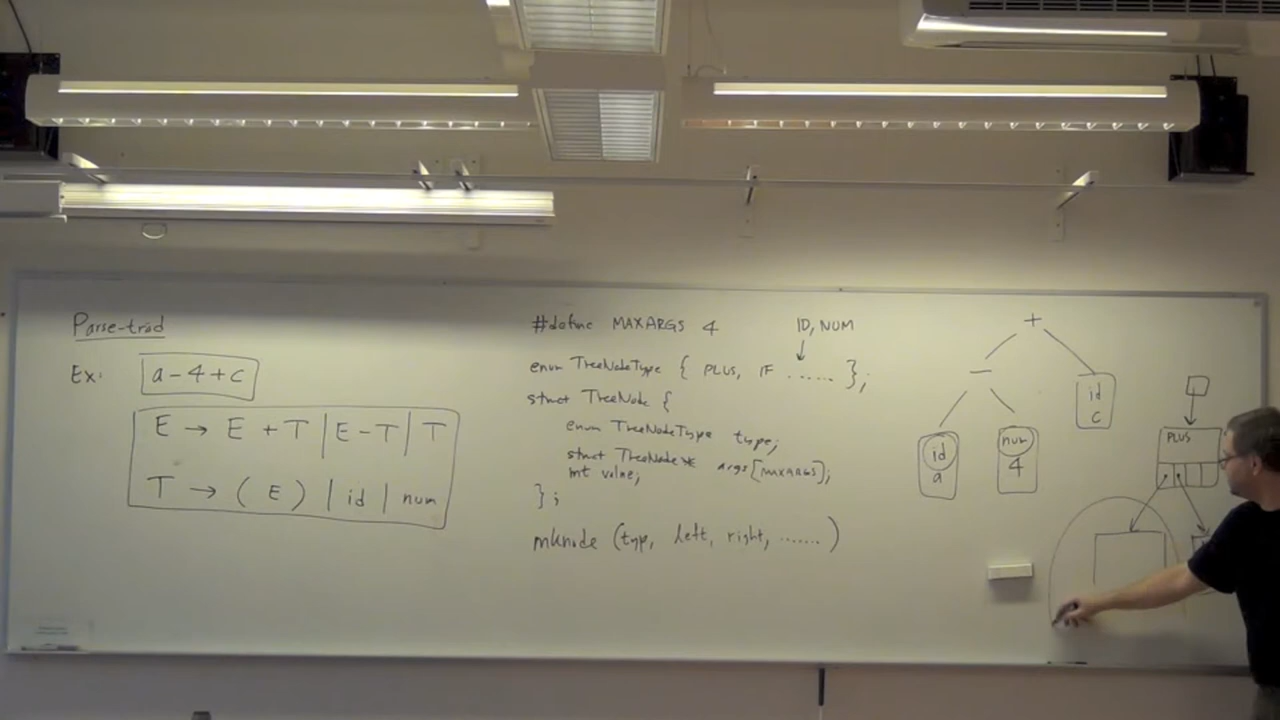 Parse-träd
Ex: a - 4 + c
E → E + T | E - T | T
T → ( E ) | id | num
#define MAXARGS 4
ID, NUM
enum TreeNodeType { PLUS, IF ...... };
struct TreeNode {
enum TreeNodeType type;
struct TreeNode* args[MAXARGS];
int value;
};
mknode (typ, left, right, ......)
+
-
id
c
id
a
num
4
PLUS